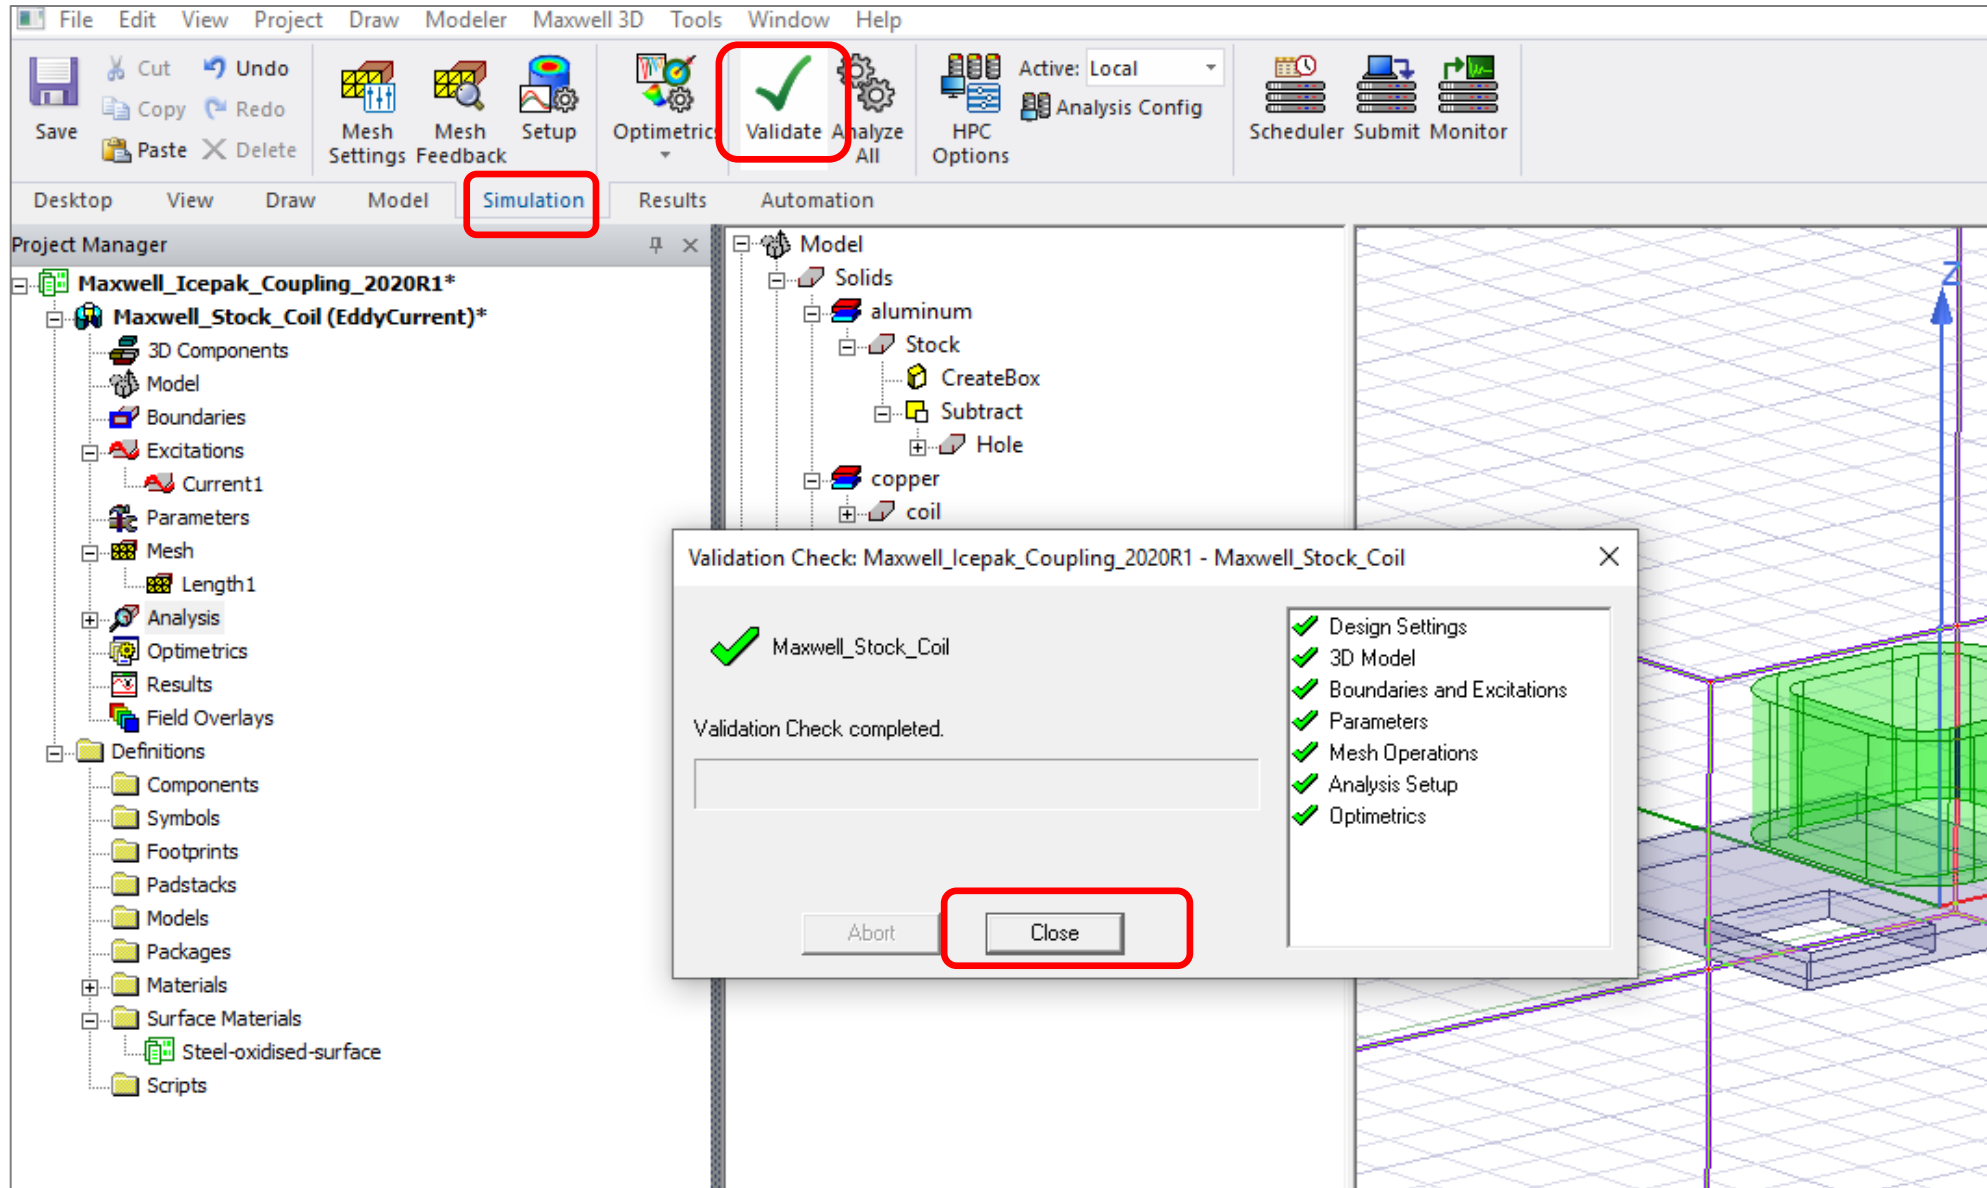 File Edit View Project Draw Modeler Maxwell 3D Tools Window Help
Save
Cut Undo
Copy Redo
Paste Delete
Mesh Settings
Mesh Feedback
Setup
Optimetrics
Validate
Analyze All
HPC Options
Active: Local
Analysis Config
Scheduler Submit Monitor
Desktop View Draw Model Simulation Results Automation
Project Manager
Maxwell_Icepak_Coupling_2020R1*
Maxwell_Stock_Coil (EddyCurrent)*
3D Components
Model
Boundaries
Excitations
Current1
Parameters
Mesh
Length1
Analysis
Optimetrics
Results
Field Overlays
Definitions
Components
Symbols
Footprints
Padstacks
Models
Packages
Materials
Surface Materials
Steel-oxidised-surface
Scripts
Model
Solids
aluminum
Stock
CreateBox
Subtract
Hole
copper
coil
Z
Validation Check: Maxwell_Icepak_Coupling_2020R1 - Maxwell_Stock_Coil
Maxwell_Stock_Coil
Validation Check completed.
Abort
Close
Design Settings
3D Model
Boundaries and Excitations
Parameters
Mesh Operations
Analysis Setup
Optimetrics